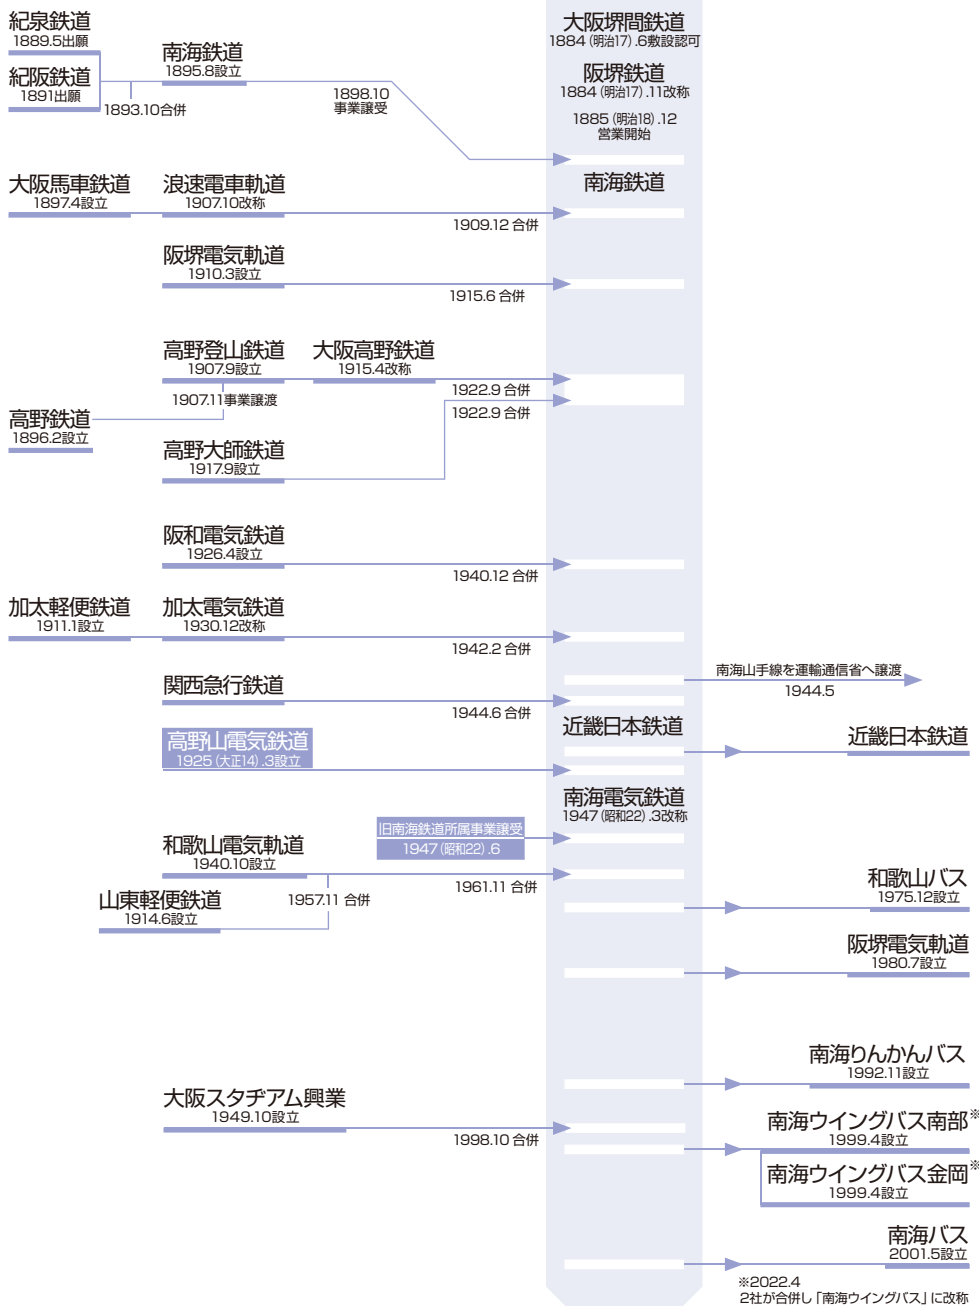 紀泉鉄道
1889.5出願
紀阪鉄道
1891出願
1893.10合併
南海鉄道
1895.8設立
1898.10
事業譲受
大阪堺間鉄道
1884(明治17).6敷設認可
阪堺鉄道
1884(明治17).11改称
1885(明治18).12
営業開始
南海鉄道
大阪馬車鉄道
1897.4設立
浪速電車軌道
1907.10改称
1909.12 合併
阪堺電気軌道
1910.3設立
1915.6 合併
高野登山鉄道
1907.9設立
大阪高野鉄道
1915.4改称
1922.9 合併
1907.11事業譲渡
1922.9 合併
高野鉄道
1896.2設立
高野大師鉄道
1917.9設立
阪和電気鉄道
1926.4設立
1940.12 合併
加太軽便鉄道
1911.1設立
加太電気鉄道
1930.12改称
1942.2 合併
南海山手線を運輸通信省へ譲渡
1944.5
関西急行鉄道
1944.6 合併
近畿日本鉄道
近畿日本鉄道
高野山電気鉄道
1925(大正14).3設立
南海電気鉄道
1947(昭和22).3改称
旧南海鉄道所属事業譲受
1947(昭和22).6
和歌山電気軌道
1940.10設立
1961.11 合併
1957.11 合併
山東軽便鉄道
1914.6設立
和歌山バス
1975.12設立
阪堺電気軌道
1980.7設立
南海りんかんバス
1992.11設立
大阪スタヂアム興業
1949.10設立
1998.10 合併
南海ウイングバス南部※
1999.4設立
南海ウイングバス金岡※
1999.4設立
南海バス
2001.5設立
※2022.4
2社が合併し「南海ウイングバス」に改称